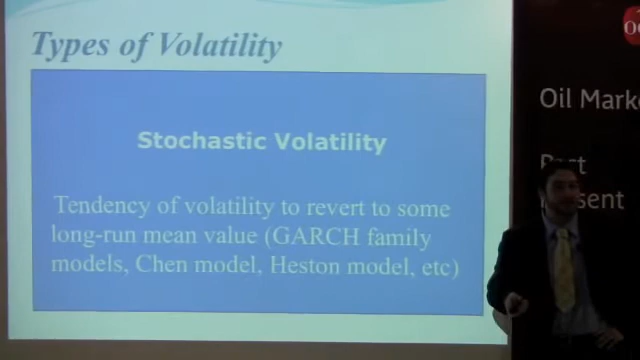 Types of Volatility
Stochastic Volatility
Tendency of volatility to revert to some
long-run mean value (GARCH family
models, Chen model, Heston model, etc)
Oil Marke
Past